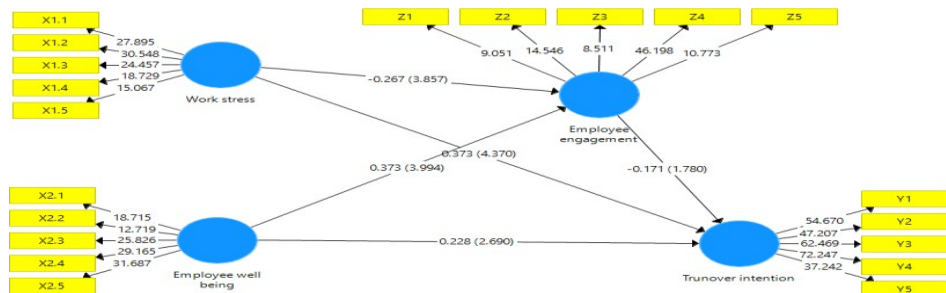 X1.1
X1.2
X1.3
X1.4
X1.5
27.895
30.548
24.457
18.729
15.067
Work stress
Z1
Z2
Z3
Z4
Z5
9.051
14.546
8.511
46.198
10.773
Employee
engagement
-0.267 (3.857)
0.373 (4.370)
0.373 (3.994)
-0.171 (1.780)
0.228 (2.690)
X2.1
X2.2
X2.3
X2.4
X2.5
18.715
12.719
25.826
29.165
31.687
Employee well
being
Trunover intention
54.670
47.207
62.469
72.247
37.242
Y1
Y2
Y3
Y4
Y5